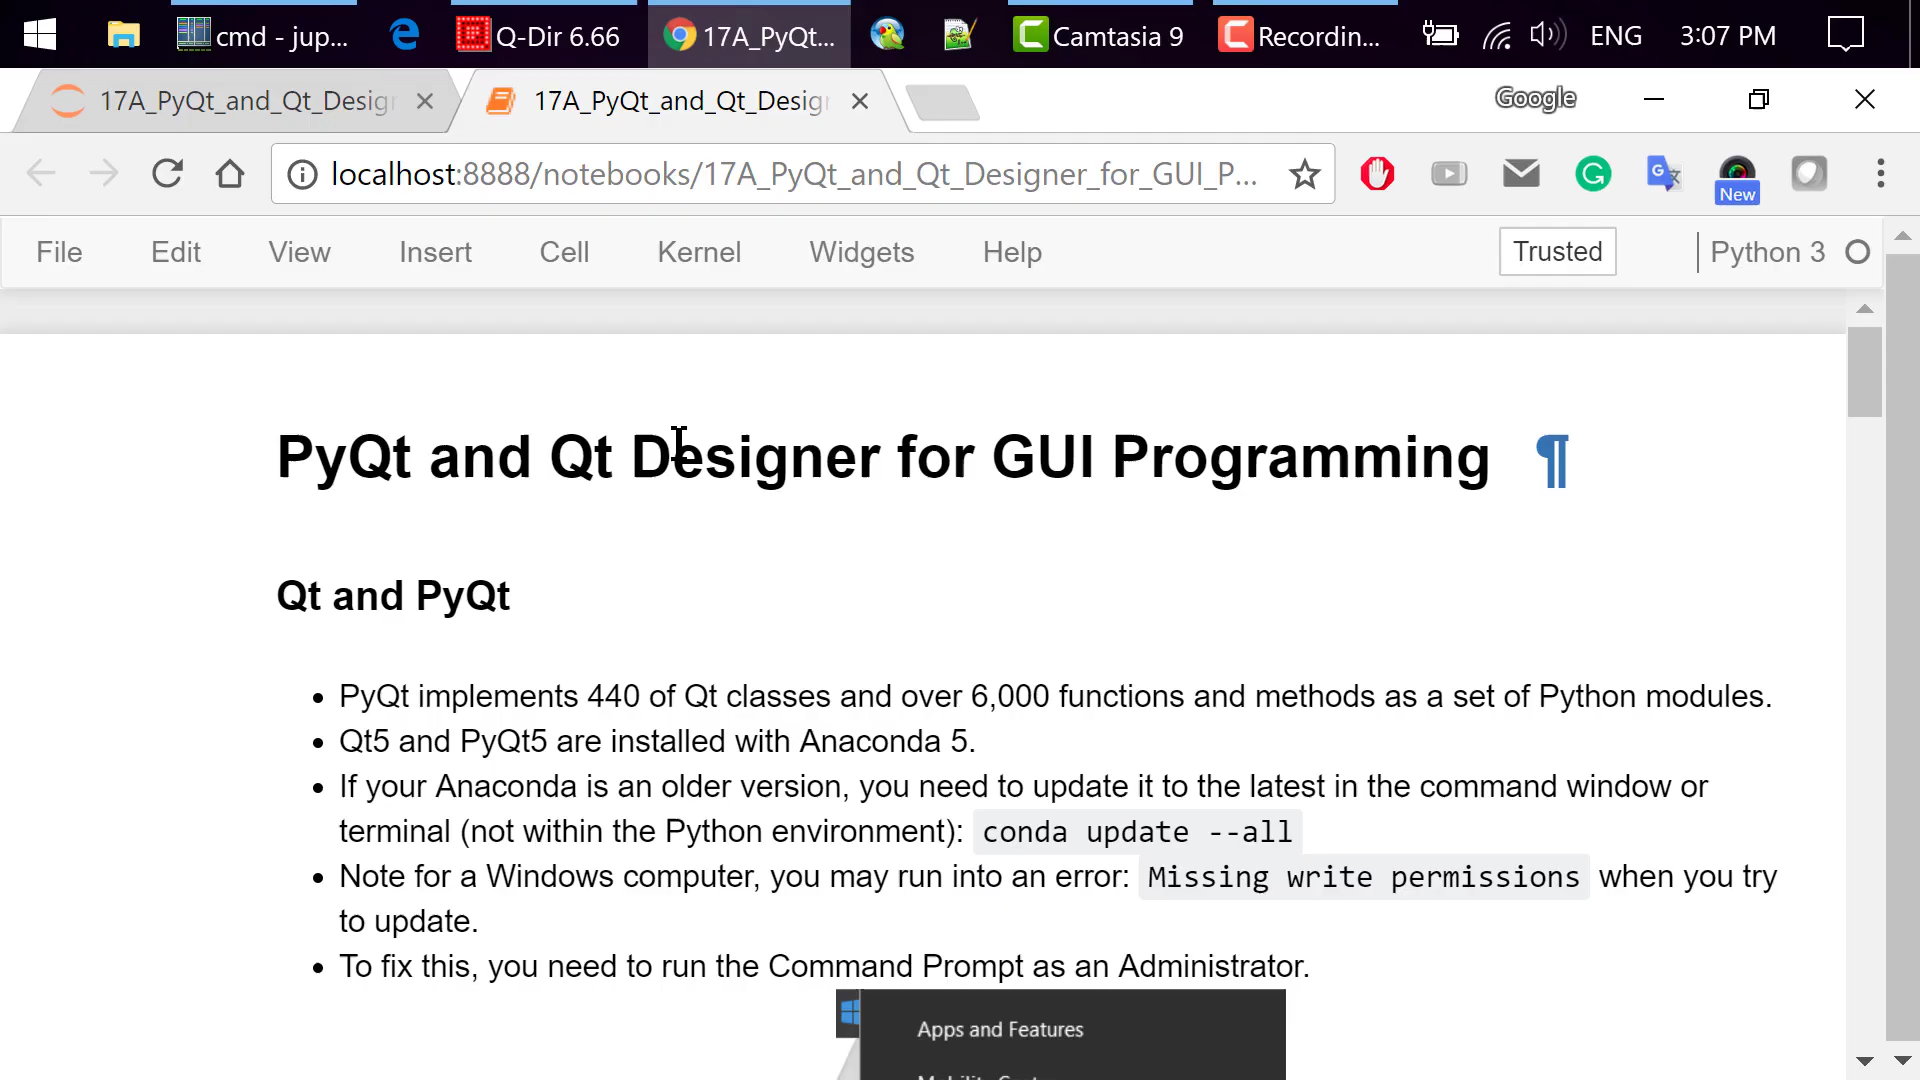 cmd - jup... Q-Dir 6.66 17A_PyQt... Camtasia 9 Recordin... ENG 3:07 PM
17A_PyQt_and_Qt_Desigr 17A_PyQt_and_Qt_Desigr Google
localhost:8888/notebooks/17A_PyQt_and_Qt_Designer_for_GUI_P... New
File Edit View Insert Cell Kernel Widgets Help Trusted Python 3
PyQt and Qt Designer for GUI Programming ¶
Qt and PyQt
• PyQt implements 440 of Qt classes and over 6,000 functions and methods as a set of Python modules.
• Qt5 and PyQt5 are installed with Anaconda 5.
• If your Anaconda is an older version, you need to update it to the latest in the command window or
terminal (not within the Python environment): conda update --all
• Note for a Windows computer, you may run into an error: Missing write permissions when you try
to update.
• To fix this, you need to run the Command Prompt as an Administrator.
Apps and Features